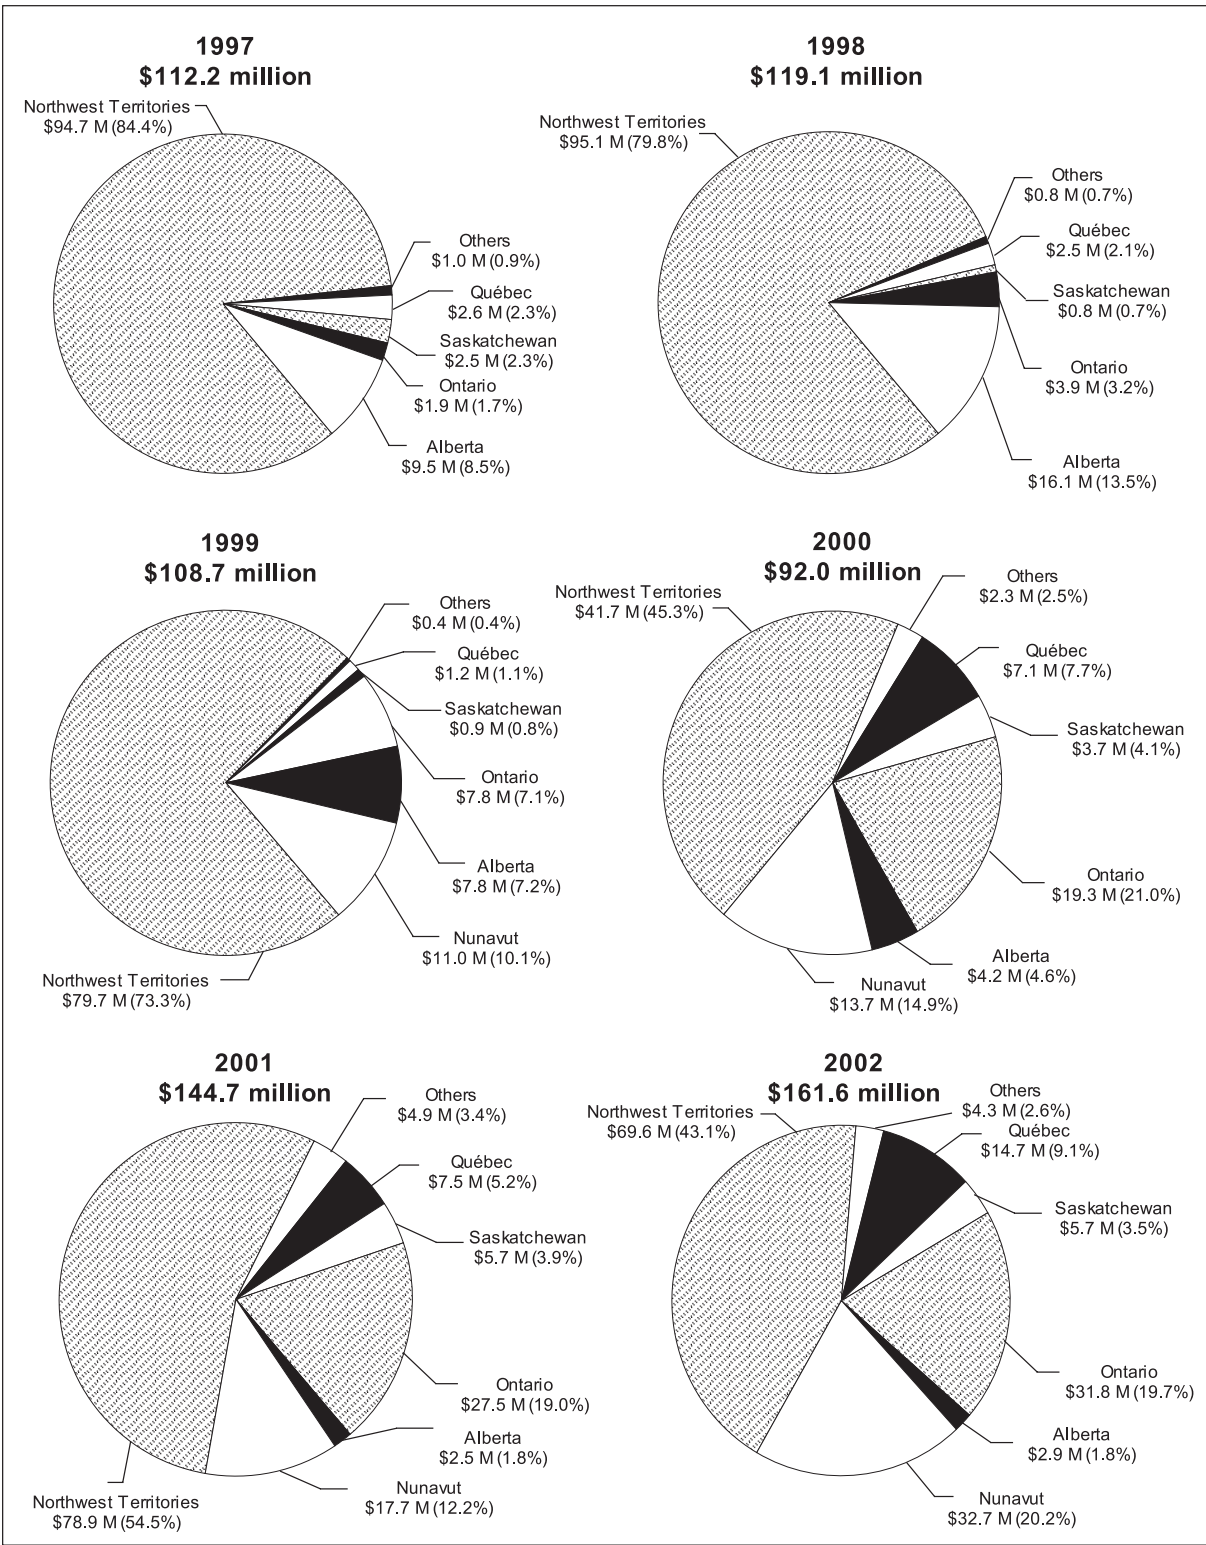 1997
$112.2 million
Northwest Territories
$94.7 M (84.4%)
Others
$1.0 M (0.9%)
Québec
$2.6 M (2.3%)
Saskatchewan
$2.5 M (2.3%)
Ontario
$1.9 M (1.7%)
Alberta
$9.5 M (8.5%)
1998
$119.1 million
Northwest Territories
$95.1 M (79.8%)
Others
$0.8 M (0.7%)
Québec
$2.5 M (2.1%)
Saskatchewan
$0.8 M (0.7%)
Ontario
$3.9 M (3.2%)
Alberta
$16.1 M (13.5%)
1999
$108.7 million
Others
$0.4 M (0.4%)
Québec
$1.2 M (1.1%)
Saskatchewan
$0.9 M (0.8%)
Ontario
$7.8 M (7.1%)
Alberta
$7.8 M (7.2%)
Nunavut
$11.0 M (10.1%)
Northwest Territories
$79.7 M (73.3%)
2000
$92.0 million
Northwest Territories
$41.7 M (45.3%)
Others
$2.3 M (2.5%)
Québec
$7.1 M (7.7%)
Saskatchewan
$3.7 M (4.1%)
Ontario
$19.3 M (21.0%)
Alberta
$4.2 M (4.6%)
Nunavut
$13.7 M (14.9%)
2001
$144.7 million
Others
$4.9 M (3.4%)
Québec
$7.5 M (5.2%)
Saskatchewan
$5.7 M (3.9%)
Ontario
$27.5 M (19.0%)
Alberta
$2.5 M (1.8%)
Nunavut
$17.7 M (12.2%)
Northwest Territories
$78.9 M (54.5%)
2002
$161.6 million
Northwest Territories
$69.6 M (43.1%)
Others
$4.3 M (2.6%)
Québec
$14.7 M (9.1%)
Saskatchewan
$5.7 M (3.5%)
Ontario
$31.8 M (19.7%)
Alberta
$2.9 M (1.8%)
Nunavut
$32.7 M (20.2%)